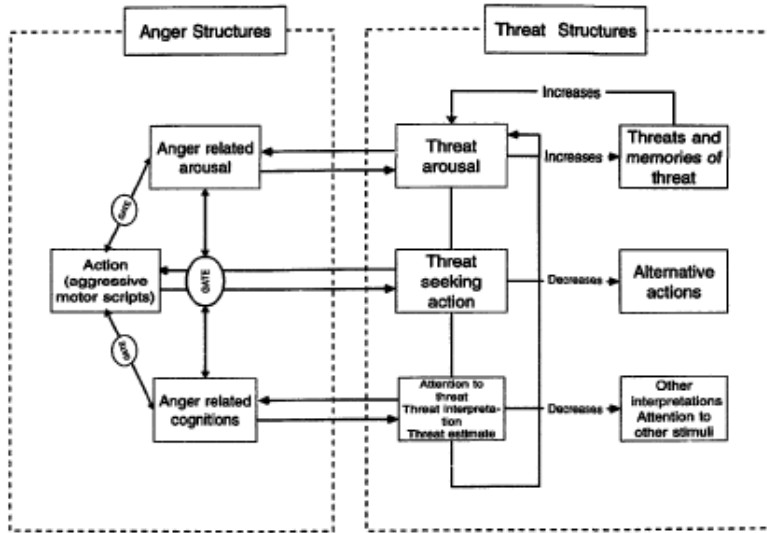 Anger Structures
Threat Structures
Increases
Anger related
arousal
Threat
arousal
Increases
Threats and
memories of
threat
GATE
Action
(aggressive
motor scripts)
GATE
Threat
seeking
action
Decreases
Alternative
actions
GATE
Anger related
cognitions
Attention to
threat
Threat interpreta-
tion
Threat estimate
Decreases
Other
interpretations
Attention to
other stimuli